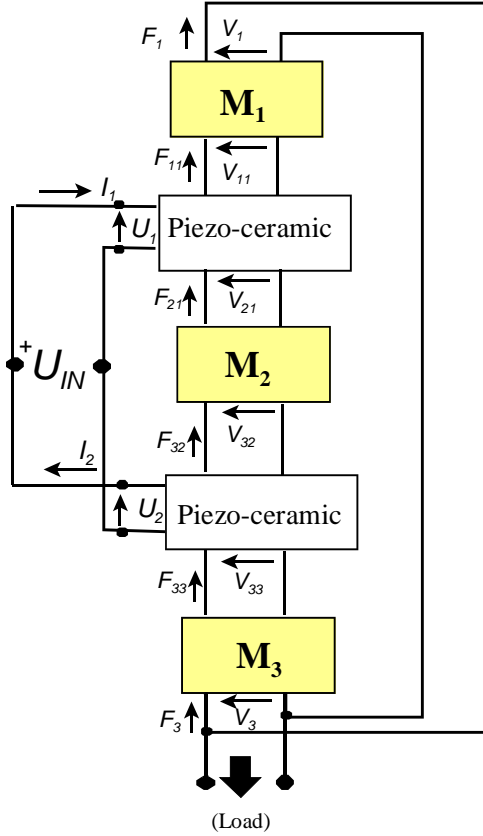 F₁ V₁
M₁
F₁₁ V₁₁
I₁
U₁ Piezo-ceramic
F₂₁ V₂₁
+ U_IN M₂
F₃₂ V₃₂
I₂
U₂ Piezo-ceramic
F₃₃ V₃₃
M₃
F₃ V₃
(Load)